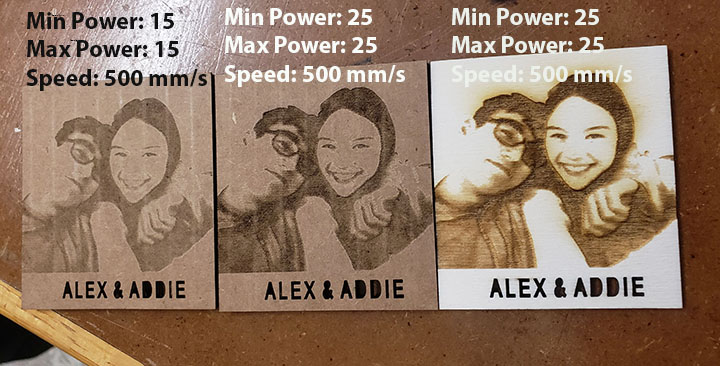 Min Power: 15
Max Power: 15
Speed: 500 mm/s
Min Power: 25
Max Power: 25
Speed: 500 mm/s
Min Power: 25
Max Power: 25
Speed: 500 mm/s
ALEX & ADDIE
ALEX & ADDIE
ALEX & ADDIE